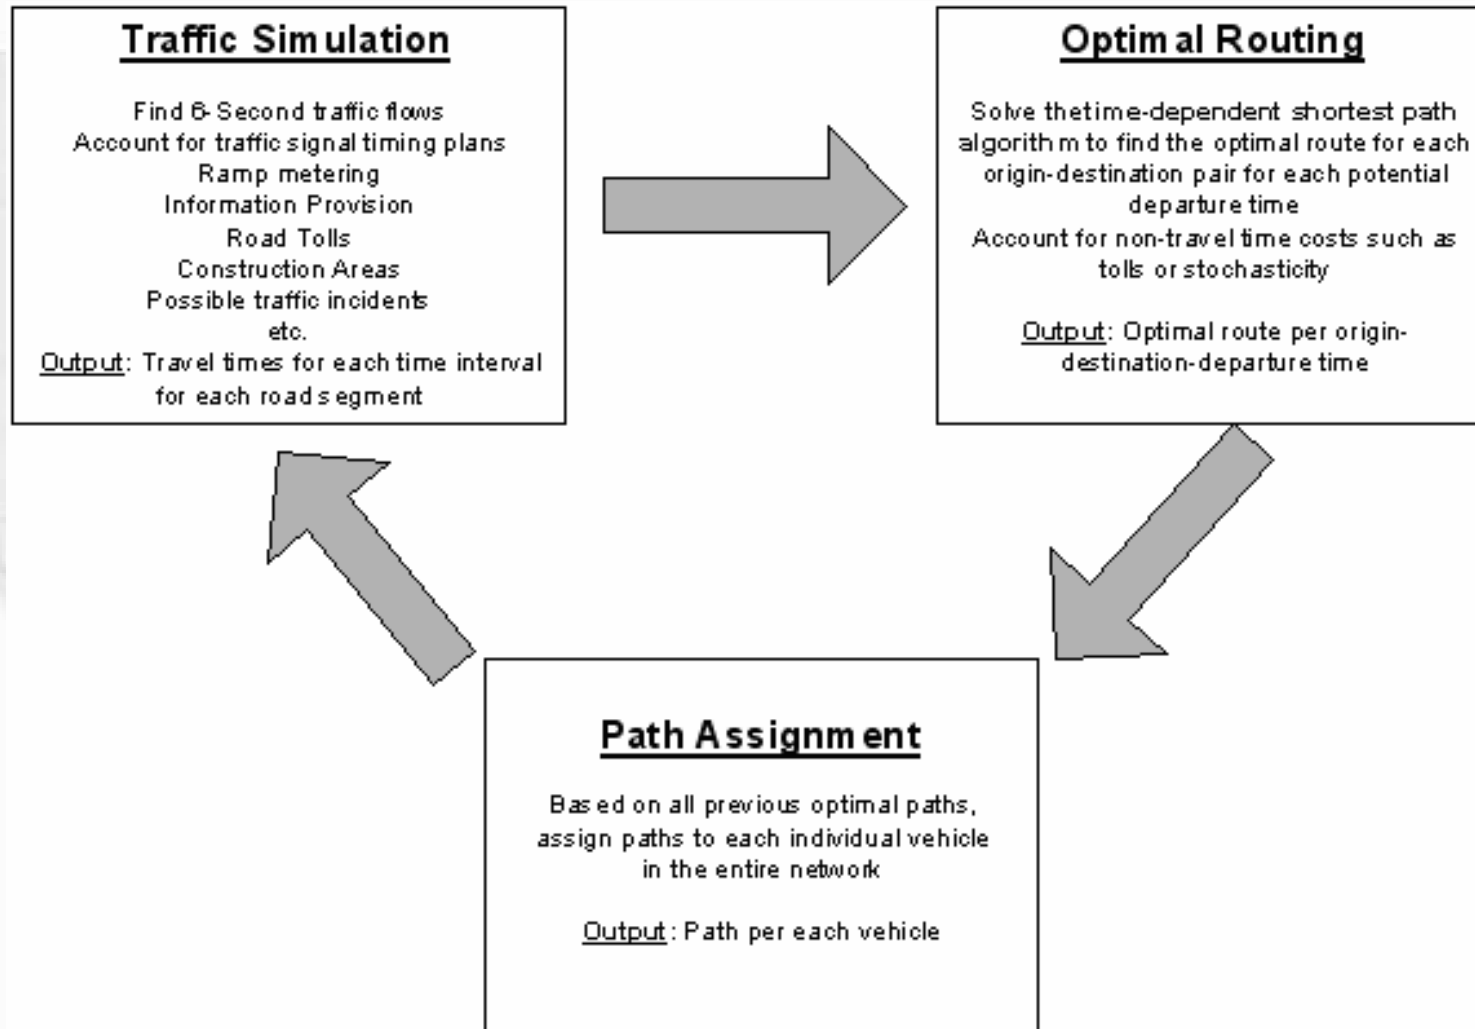 Traffic Simulation
Find 6-Second traffic flows
Account for traffic signal timing plans
Ramp metering
Information Provision
Road Tolls
Construction Areas
Possible traffic incidents
etc.
Output: Travel times for each time interval
for each road segment
Optimal Routing
Solve thetime-dependent shortest path
algorithm to find the optimal route for each
origin-destination pair for each potential
departure time
Account for non-travel time costs such as
tolls or stochasticity
Output: Optimal route per origin-
destination-departure time
Path Assignment
Based on all previous optimal paths,
assign paths to each individual vehicle
in the entire network
Output: Path per each vehicle